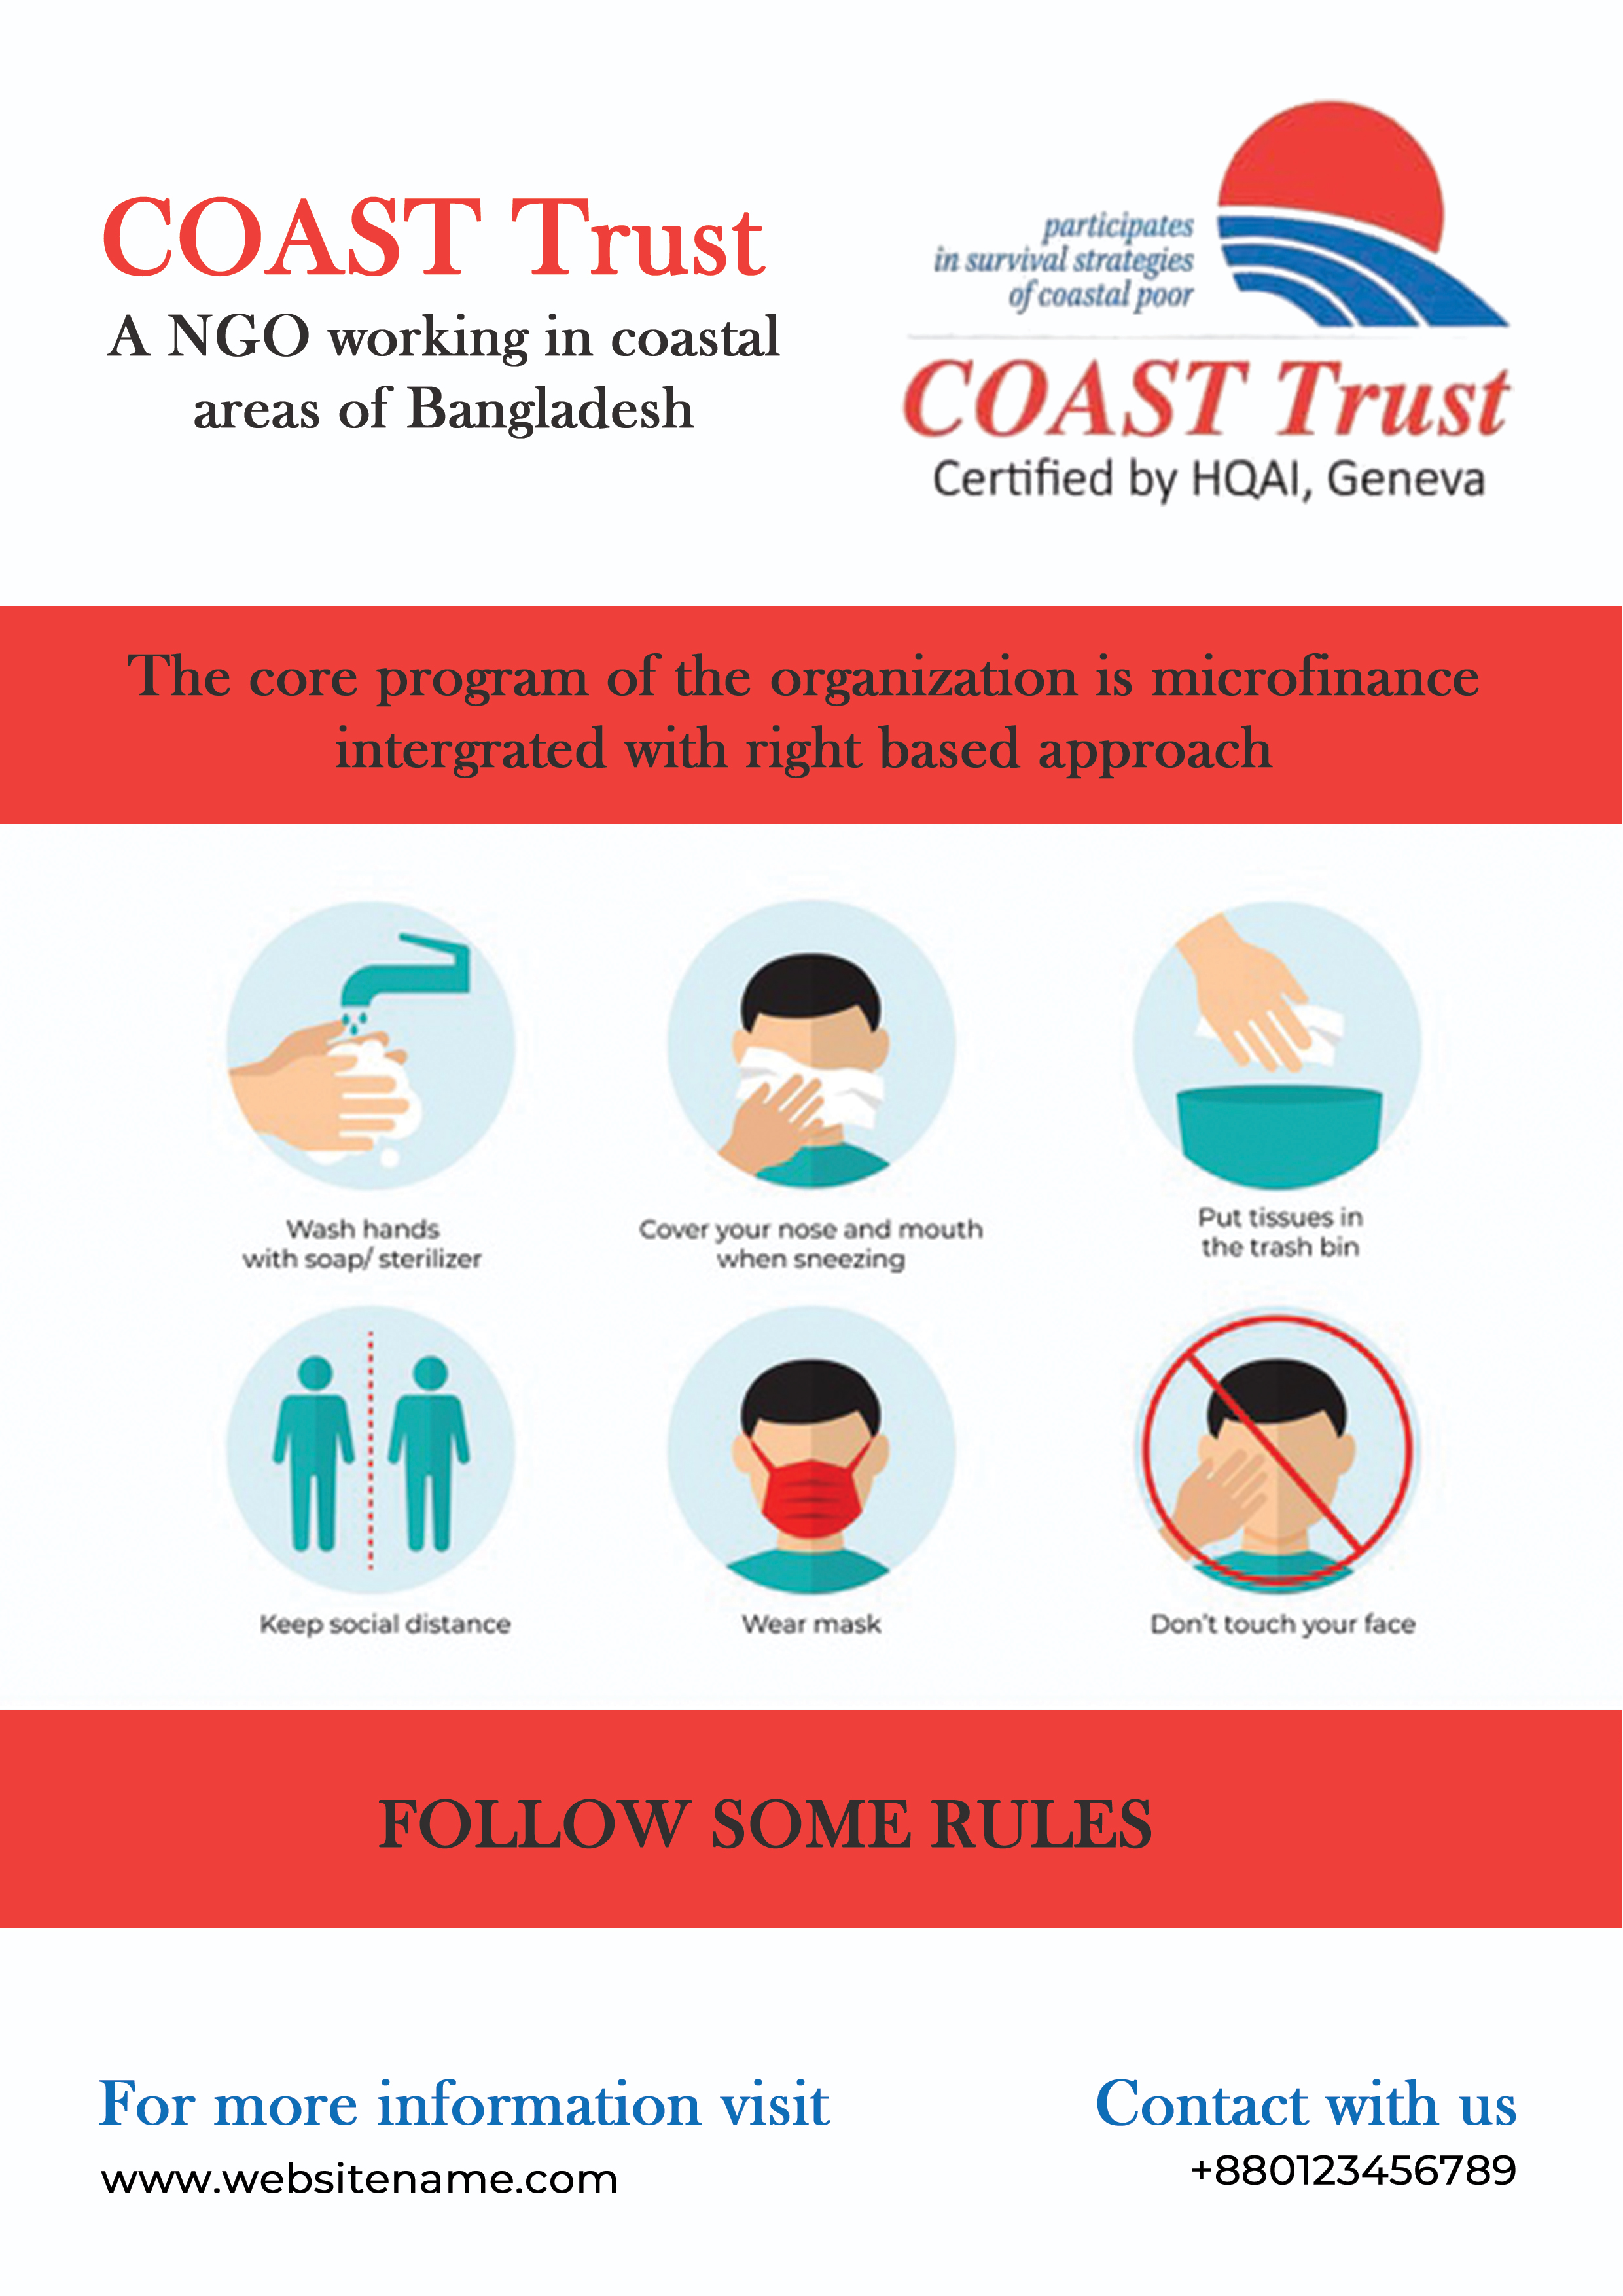 COAST Trust
A NGO working in coastal
areas of Bangladesh
participates
in survival strategies
of coastal poor
COAST Trust
Certified by HQAI, Geneva
The core program of the organization is microfinance
intergrated with right based approach
Wash hands
with soap/ sterilizer
Cover your nose and mouth
when sneezing
Put tissues in
the trash bin
Keep social distance
Wear mask
Don't touch your face
FOLLOW SOME RULES
For more information visit
www.websitename.com
Contact with us
+880123456789